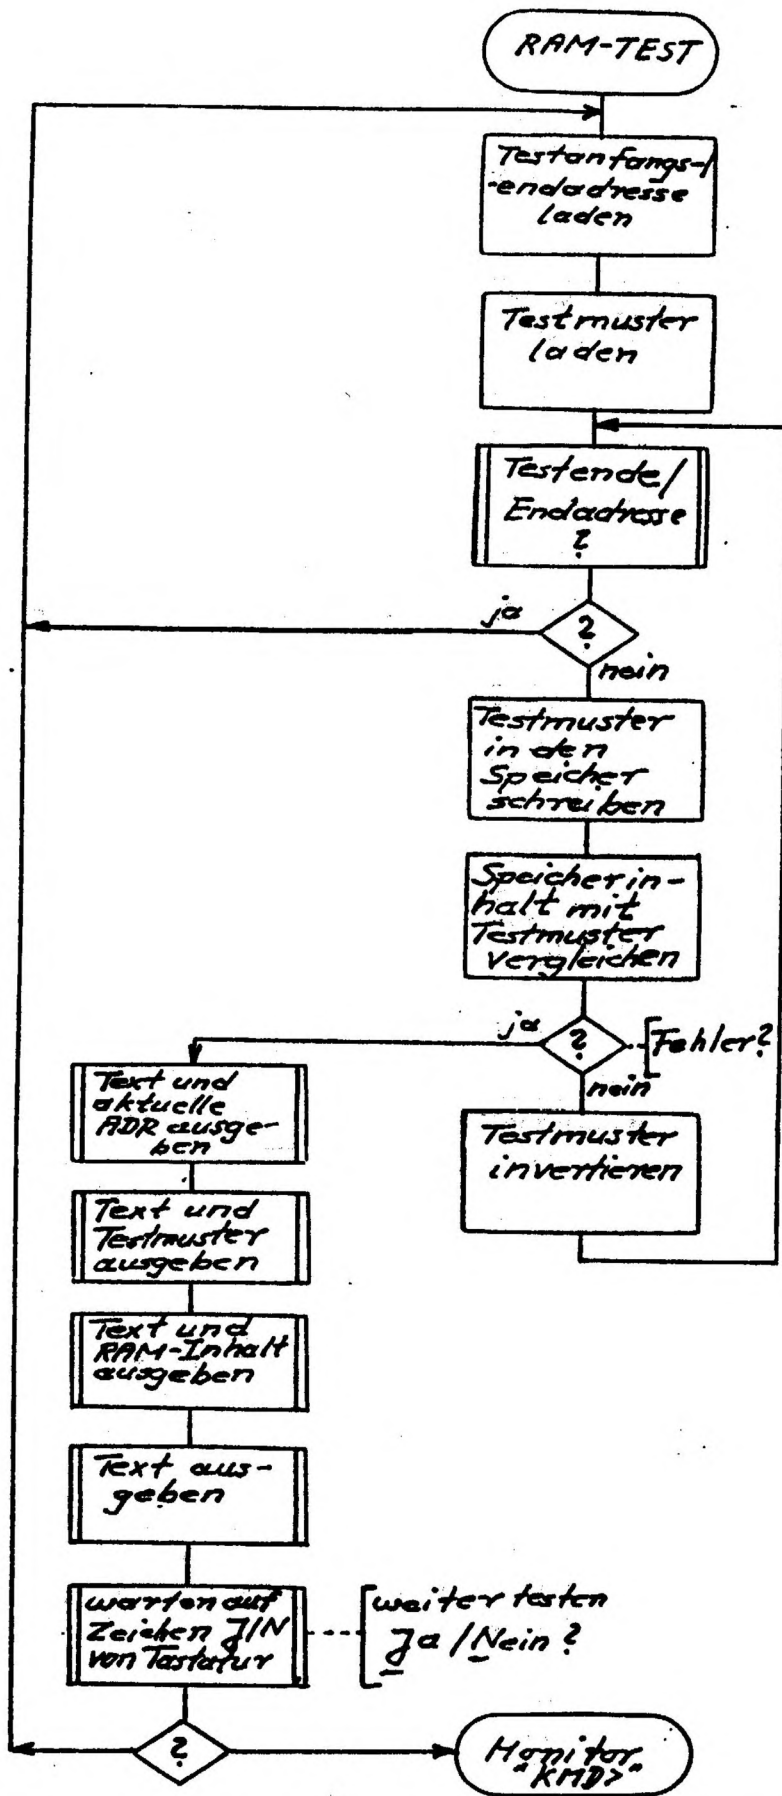 RAM-TEST
Testanfangs-/
-endadresse
laden
Testmuster
laden
Testende/
Endadresse
?
ja
?
nein
Testmuster
in den
Speicher
schreiben
Speicherin-
halt mit
Testmuster
vergleichen
ja
?
Fehler?
nein
Testmuster
invertieren
Text und
aktuelle
ADR ausge-
ben
Text und
Testmuster
ausgeben
Text und
RAM-Inhalt
ausgeben
Text aus-
geben
warten auf
Zeichen J/N
von Tastatur
weiter testen
Ja / Nein ?
?
Monitor
"KMD>"